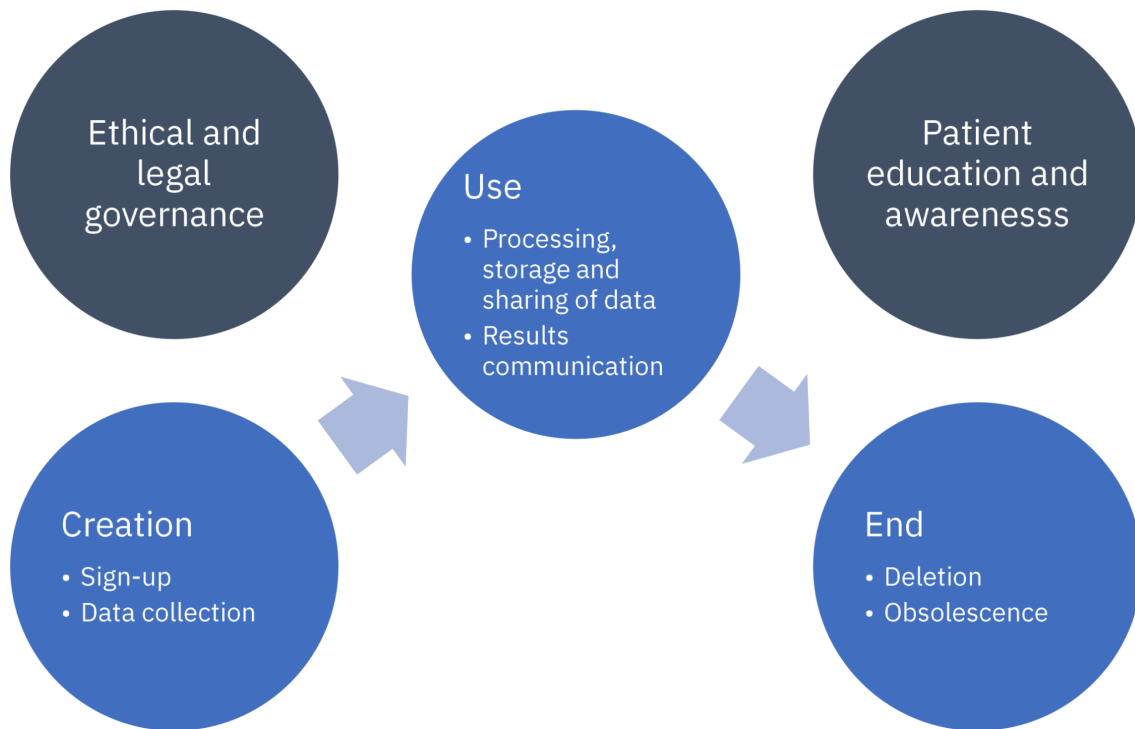 Ethical and
legal
governance
Use
• Processing,
storage and
sharing of data
• Results
communication
Patient
education and
awarenesss
Creation
• Sign-up
• Data collection
End
• Deletion
• Obsolescence